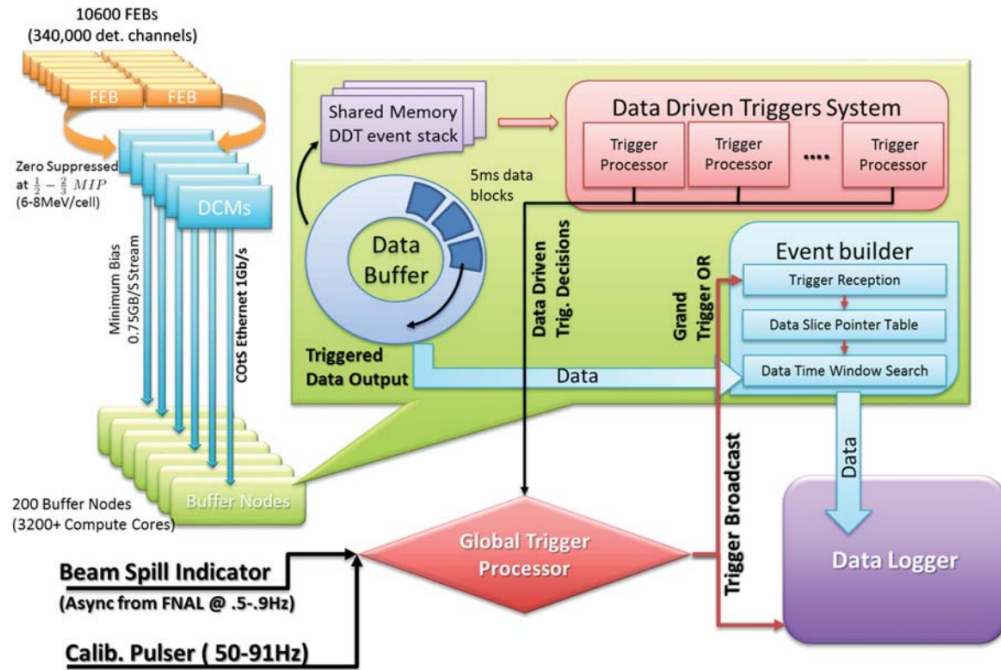 10600 FEBs
(340,000 det. channels)
FEB FEB
Zero Suppressed
at 1/2 – 2/3 MIP
(6-8MeV/cell)
DCMs
Minimum Bias
0.75GB/S Stream
COtS Ethernet 1Gb/s
Buffer Nodes
200 Buffer Nodes
(3200+ Compute Cores)
Shared Memory
DDT event stack
5ms data
blocks
Data
Buffer
Triggered
Data Output
Data Driven Triggers System
Trigger
Processor
Trigger
Processor
....
Trigger
Processor
Data Driven
Trig. Decisions
Grand
Trigger OR
Event builder
Trigger Reception
Data Slice Pointer Table
Data Time Window Search
Data
Data
Global Trigger
Processor
Trigger Broadcast
Data Logger
Beam Spill Indicator
(Async from FNAL @ .5-.9Hz)
Calib. Pulser ( 50-91Hz)